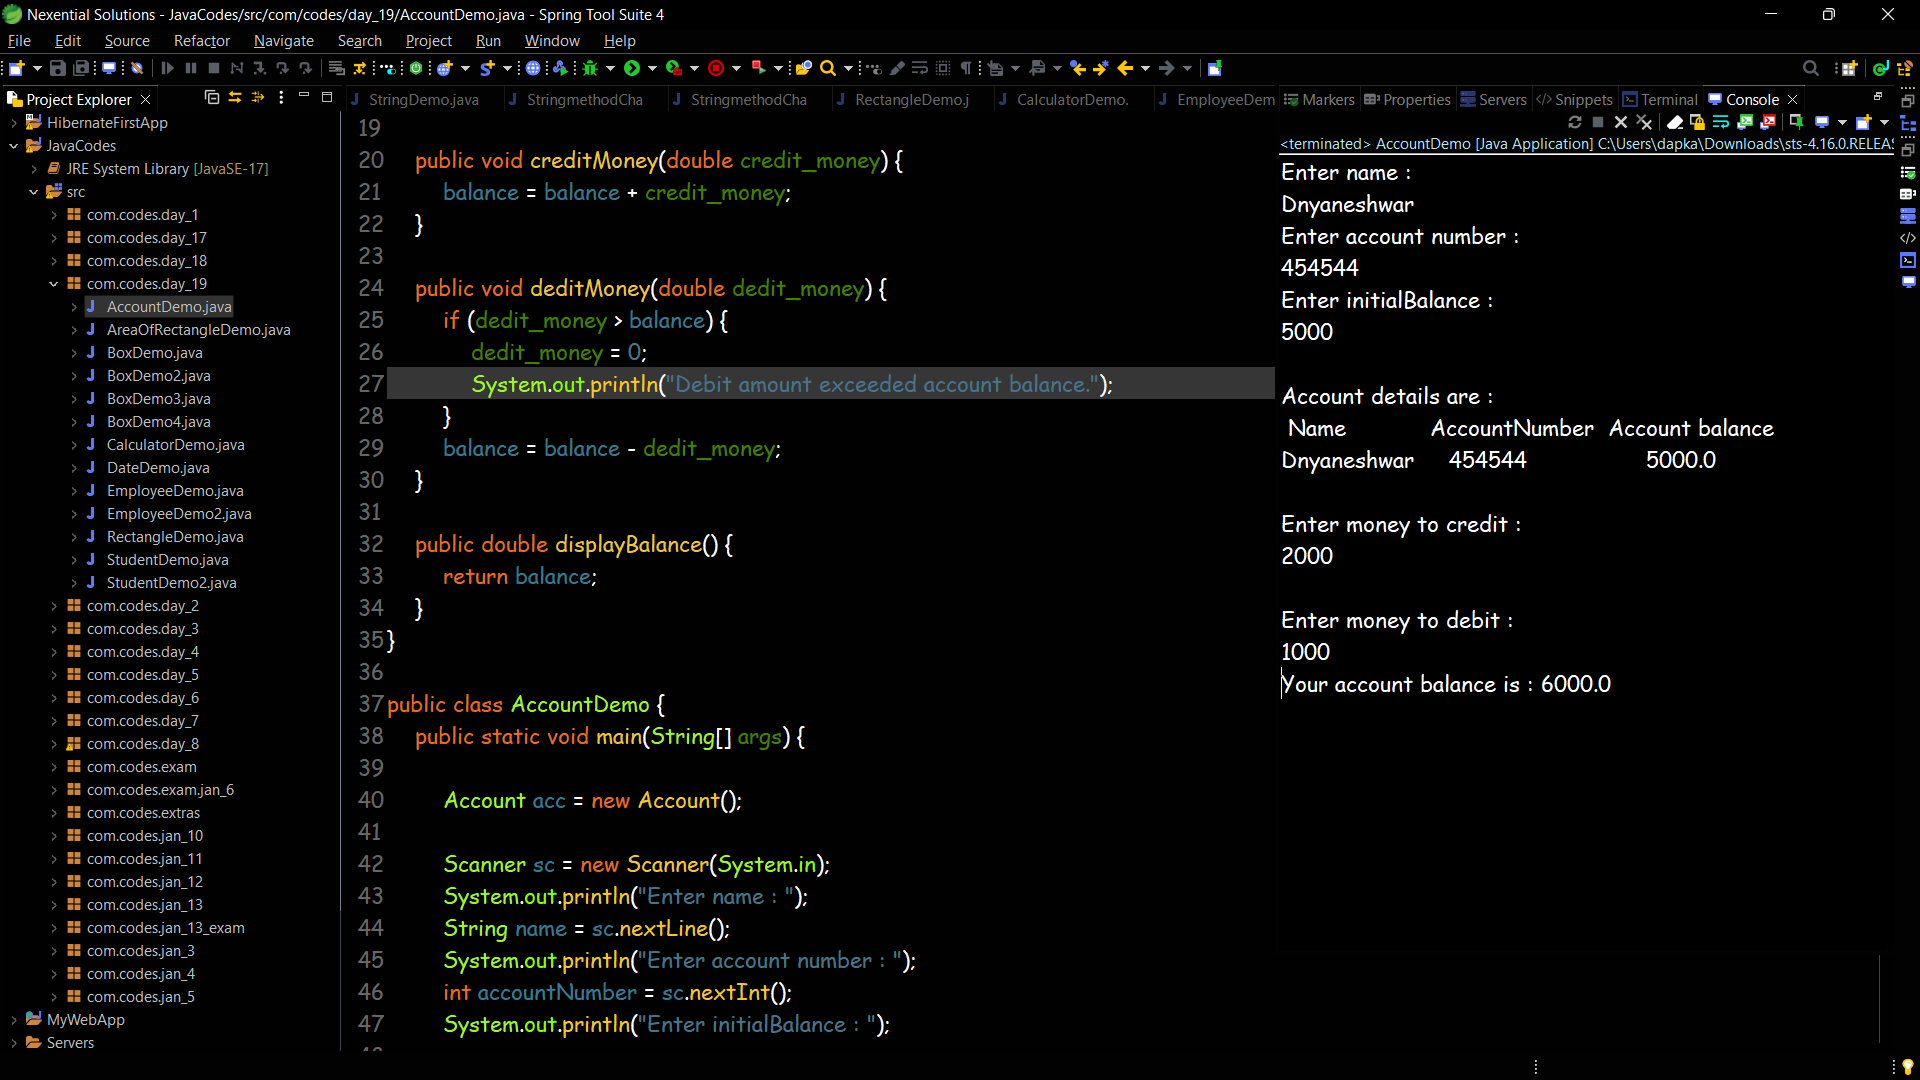 Nexential Solutions - JavaCodes/src/com/codes/day_19/AccountDemo.java - Spring Tool Suite 4
File Edit Source Refactor Navigate Search Project Run Window Help
Project Explorer
HibernateFirstApp
JavaCodes
JRE System Library [JavaSE-17]
src
com.codes.day_1
com.codes.day_17
com.codes.day_18
com.codes.day_19
AccountDemo.java
AreaOfRectangleDemo.java
BoxDemo.java
BoxDemo2.java
BoxDemo3.java
BoxDemo4.java
CalculatorDemo.java
DateDemo.java
EmployeeDemo.java
EmployeeDemo2.java
RectangleDemo.java
StudentDemo.java
StudentDemo2.java
com.codes.day_2
com.codes.day_3
com.codes.day_4
com.codes.day_5
com.codes.day_6
com.codes.day_7
com.codes.day_8
com.codes.exam
com.codes.exam.jan_6
com.codes.extras
com.codes.jan_10
com.codes.jan_11
com.codes.jan_12
com.codes.jan_13
com.codes.jan_13_exam
com.codes.jan_3
com.codes.jan_4
com.codes.jan_5
MyWebApp
Servers
StringDemo.java StringmethodCha StringmethodCha RectangleDemo.j CalculatorDemo. EmployeeDem
19
20 public void creditMoney(double credit_money) {
21 balance = balance + credit_money;
22 }
23
24 public void deditMoney(double dedit_money) {
25 if (dedit_money > balance) {
26 dedit_money = 0;
27 System.out.println("Debit amount exceeded account balance.");
28 }
29 balance = balance - dedit_money;
30 }
31
32 public double displayBalance() {
33 return balance;
34 }
35 }
36
37 public class AccountDemo {
38 public static void main(String[] args) {
39
40 Account acc = new Account();
41
42 Scanner sc = new Scanner(System.in);
43 System.out.println("Enter name : ");
44 String name = sc.nextLine();
45 System.out.println("Enter account number : ");
46 int accountNumber = sc.nextInt();
47 System.out.println("Enter initialBalance : ");
Markers Properties Servers Snippets Terminal Console
<terminated> AccountDemo [Java Application] C:\Users\dapka\Downloads\sts-4.16.0.RELEAS
Enter name :
Dnyaneshwar
Enter account number :
454544
Enter initialBalance :
5000
Account details are :
Name AccountNumber Account balance
Dnyaneshwar 454544 5000.0
Enter money to credit :
2000
Enter money to debit :
1000
Your account balance is : 6000.0